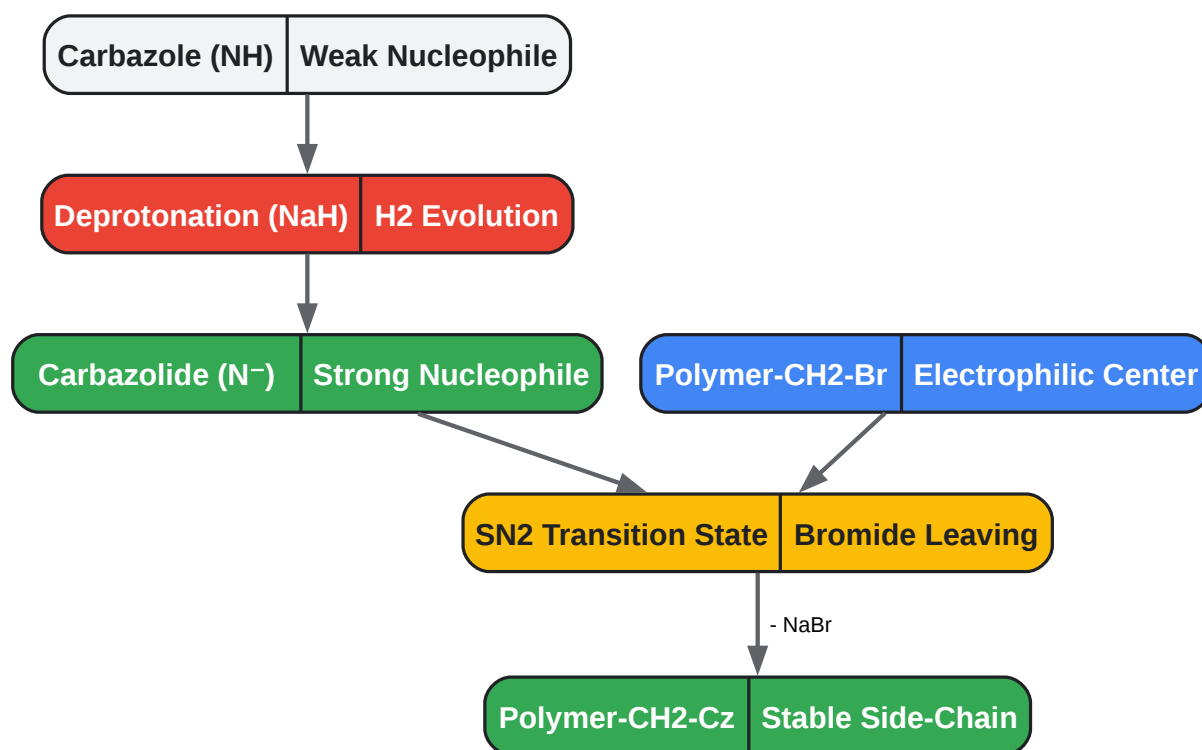 Carbazole (NH) Weak Nucleophile
Deprotonation (NaH) H2 Evolution
Carbazolide (N⁻) Strong Nucleophile
Polymer-CH2-Br Electrophilic Center
SN2 Transition State Bromide Leaving
- NaBr
Polymer-CH2-Cz Stable Side-Chain